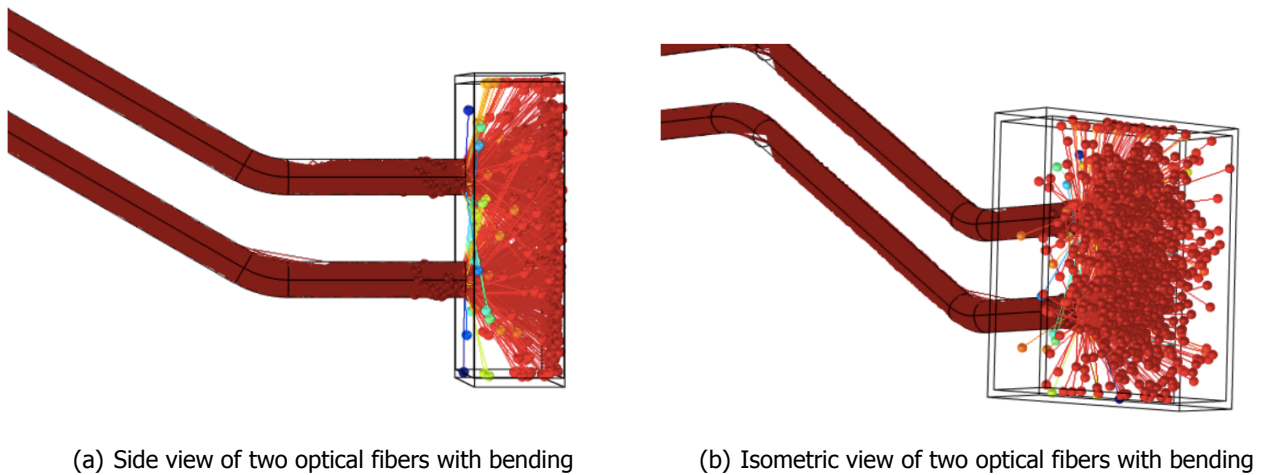 (a) Side view of two optical fibers with bending
(b) Isometric view of two optical fibers with bending